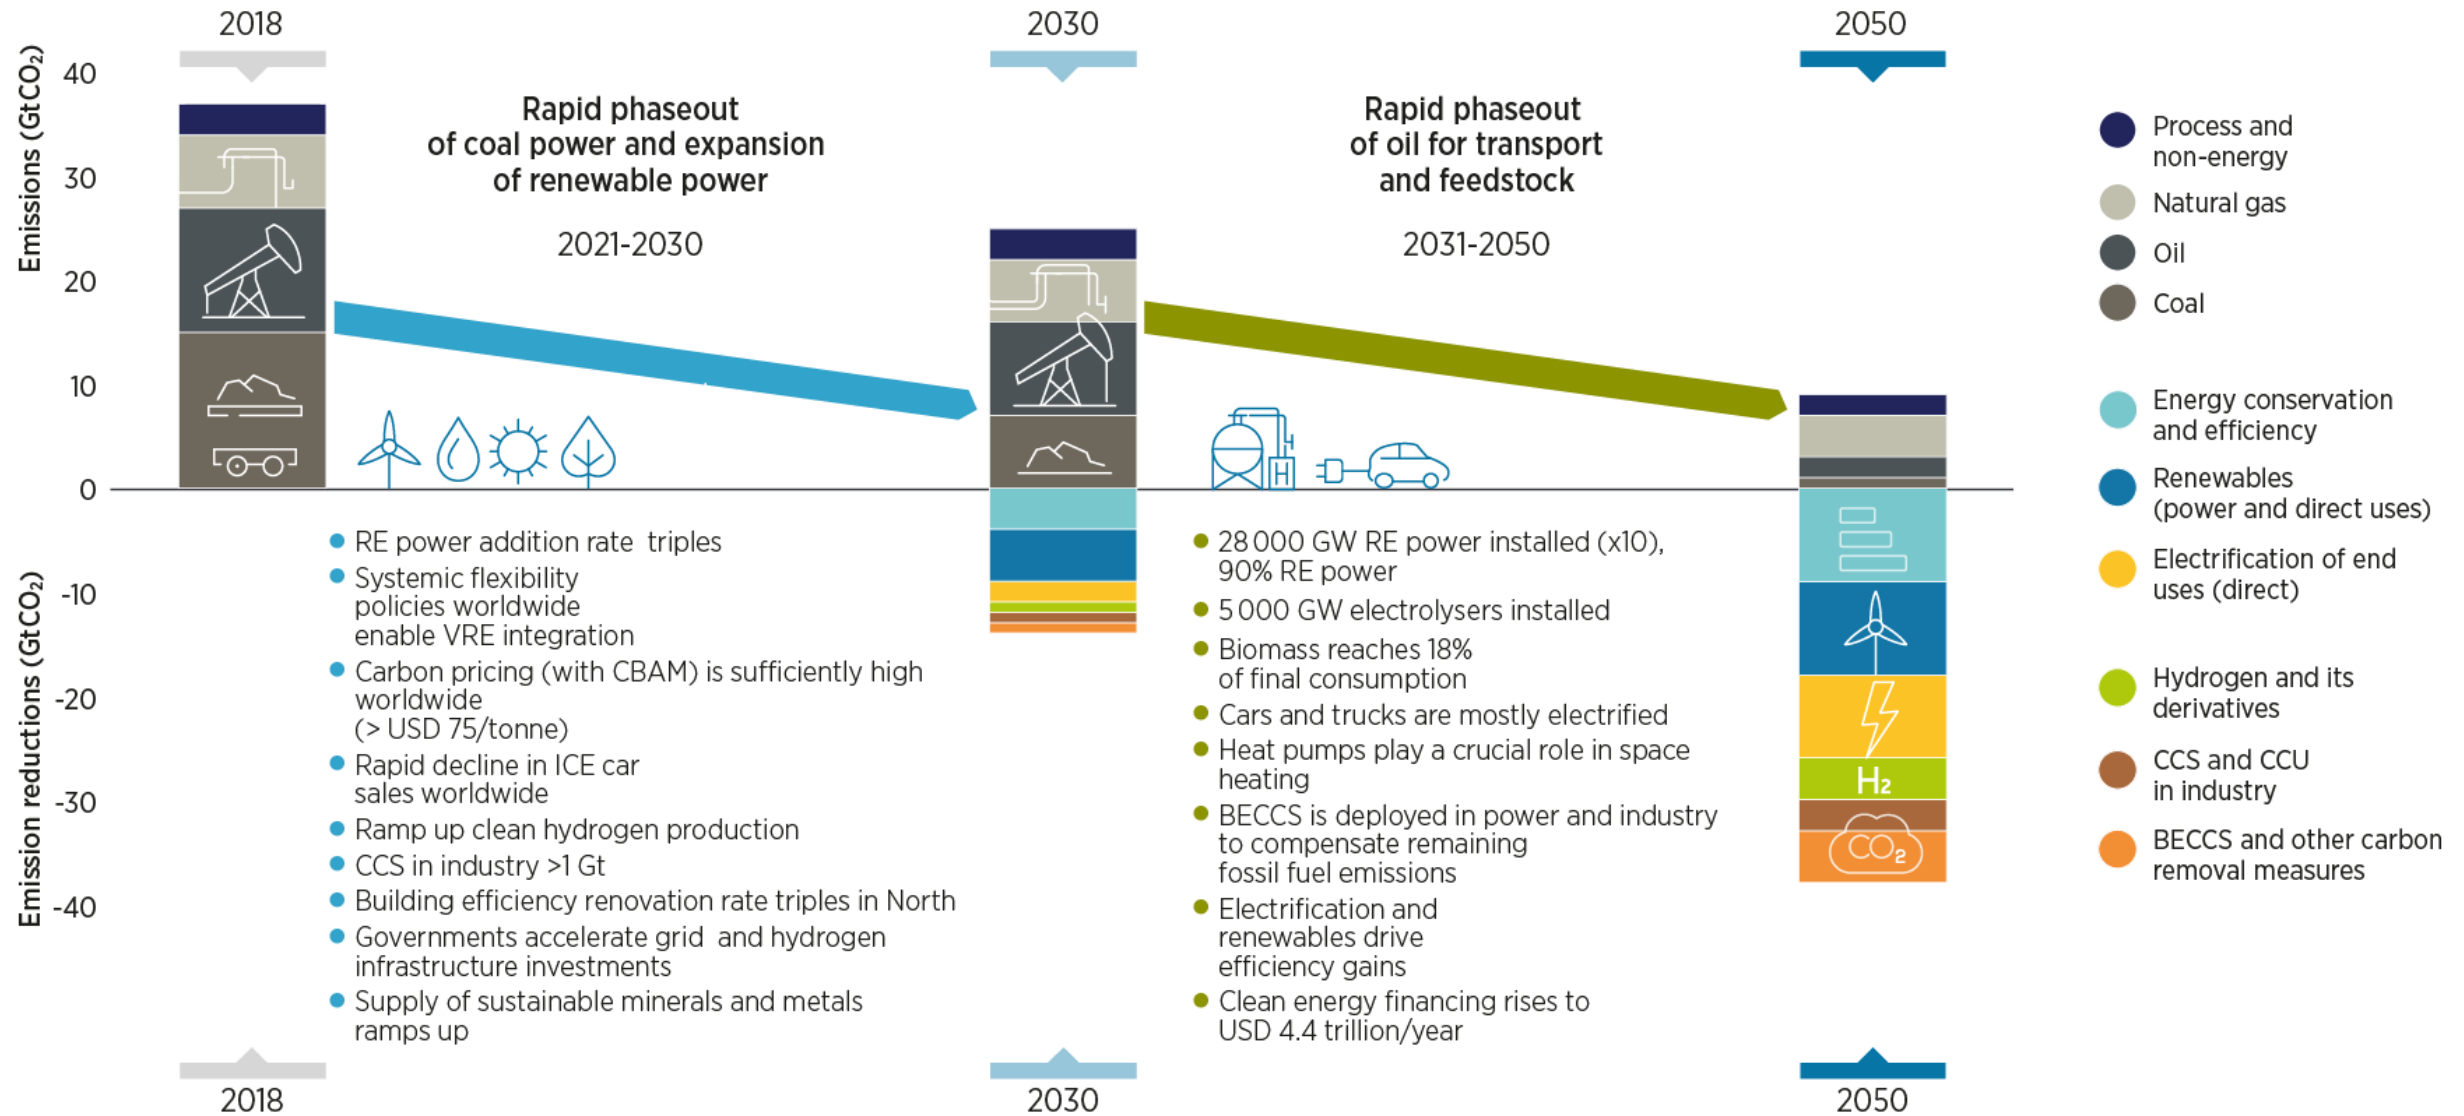 2018
2030
2050
Emissions (GtCO₂)
40
30
20
10
0
Rapid phaseout
of coal power and expansion
of renewable power
2021-2030
Rapid phaseout
of oil for transport
and feedstock
2031-2050
H
Process and
non-energy
Natural gas
Oil
Coal
Energy conservation
and efficiency
Renewables
(power and direct uses)
Electrification of end
uses (direct)
Hydrogen and its
derivatives
CCS and CCU
in industry
BECCS and other carbon
removal measures
Emission reductions (GtCO₂)
-10
-20
-30
-40
RE power addition rate triples
Systemic flexibility
policies worldwide
enable VRE integration
Carbon pricing (with CBAM) is sufficiently high
worldwide
(> USD 75/tonne)
Rapid decline in ICE car
sales worldwide
Ramp up clean hydrogen production
CCS in industry >1 Gt
Building efficiency renovation rate triples in North
Governments accelerate grid and hydrogen
infrastructure investments
Supply of sustainable minerals and metals
ramps up
28 000 GW RE power installed (x10),
90% RE power
5 000 GW electrolysers installed
Biomass reaches 18%
of final consumption
Cars and trucks are mostly electrified
Heat pumps play a crucial role in space
heating
BECCS is deployed in power and industry
to compensate remaining
fossil fuel emissions
Electrification and
renewables drive
efficiency gains
Clean energy financing rises to
USD 4.4 trillion/year
H₂
CO₂
2018
2030
2050